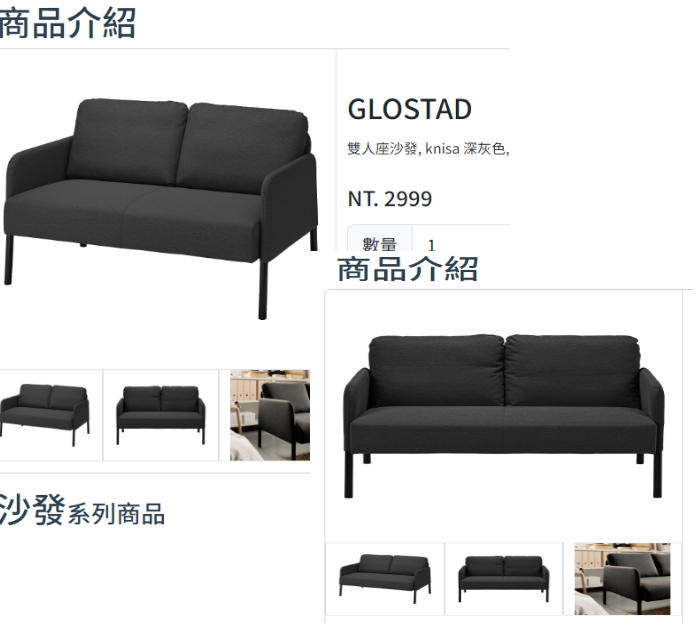 商品介紹
GLOSTAD
雙人座沙發, knisa 深灰色,
NT. 2999
數量 1
商品介紹
沙發系列商品